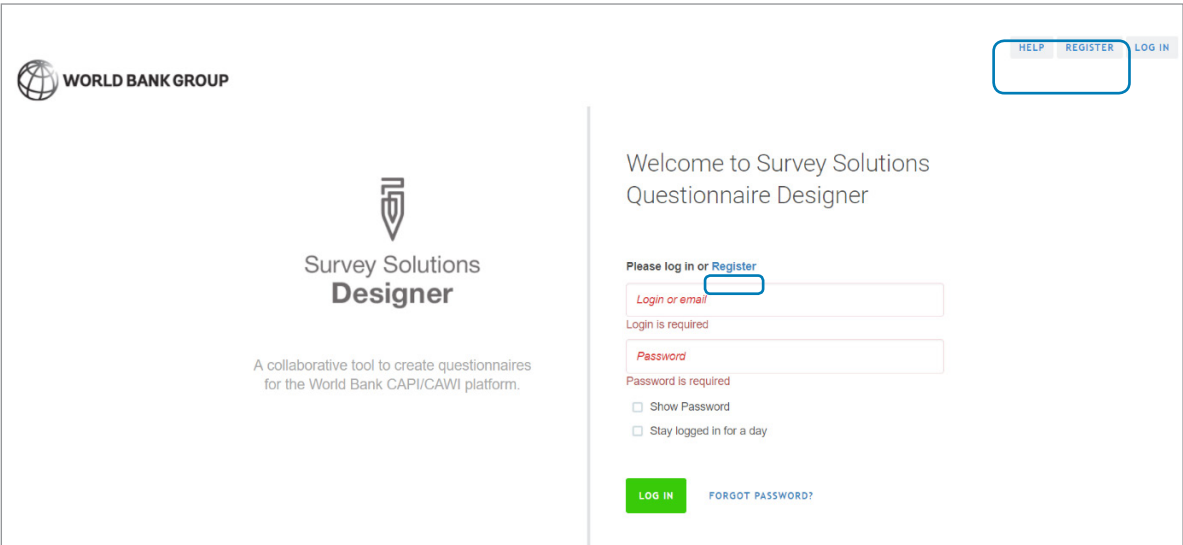 HELP REGISTER LOG IN
WORLD BANK GROUP
Survey Solutions
Designer
A collaborative tool to create questionnaires
for the World Bank CAPI/CAWI platform.
Welcome to Survey Solutions
Questionnaire Designer
Please log in or Register
Login or email
Login is required
Password
Password is required
Show Password
Stay logged in for a day
LOG IN FORGOT PASSWORD?